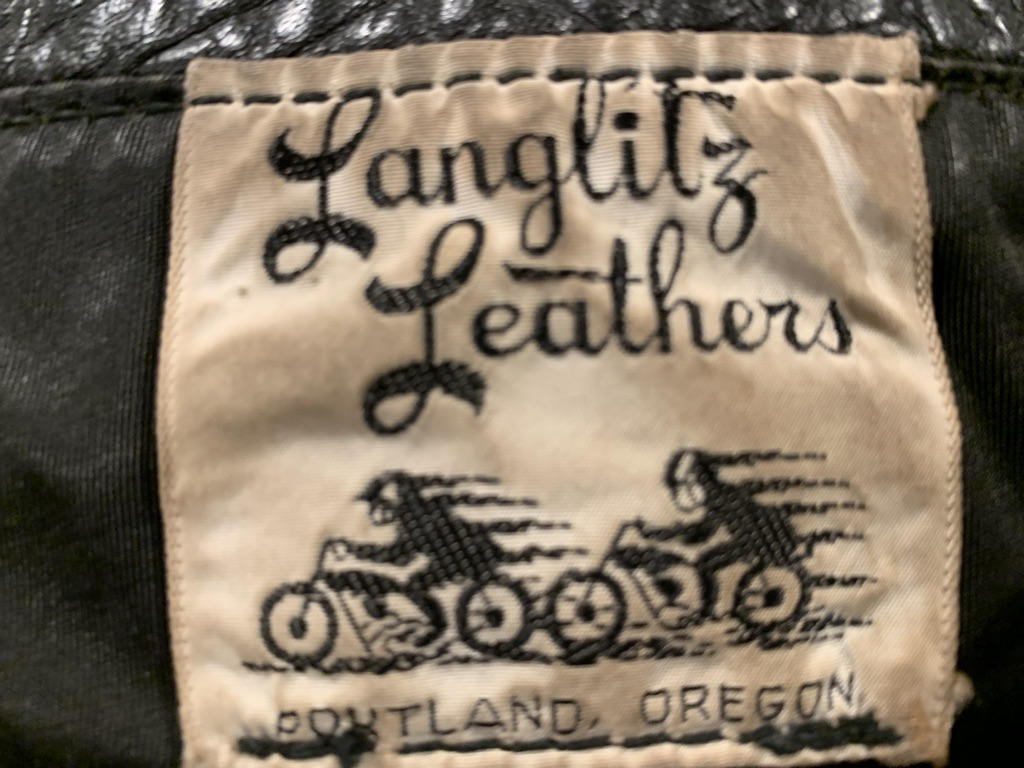 Langlitz
Leathers
PORTLAND, OREGON